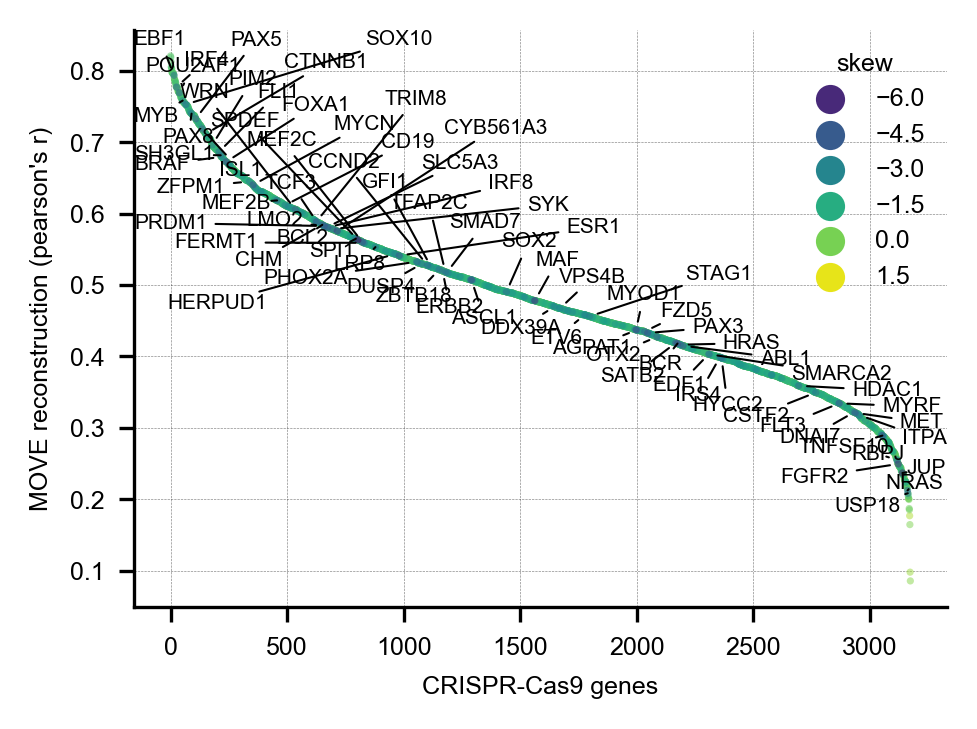 EBF1
PAX5
SOX10
IRF4
POU2AF1
CTNNB1
PIM2
WRN
FLI1
TRIM8
FOXA1
MYB
SPDEF
MYCN
CYB561A3
PAX8
MEF2C
CD19
SH3GL1
BRAF
ISL1
CCND2
SLC5A3
ZFPM1
TCF3
GFI1
IRF8
MEF2B
TFAP2C
SYK
PRDM1
LMO2
SMAD7
ESR1
FERMT1
BCL2
SOX2
CHM
SPI1
LRP8
MAF
PHOX2A
VPS4B
STAG1
HERPUD1
DUSP4
ZBTB18
MYOD1
ERBB2
FZD5
ASCL1
DDX39A
PAX3
ETV6
AGPAT1
HRAS
OTX2
BCR
ABL1
SATB2
EDF1
SMARCA2
IRS4
HDAC1
HYCC2
MYRF
CSTF2
MET
FLT3
DNAJ7
ITPA
TNFSF10
RBPJ
JUP
FGFR2
NRAS
USP18
skew
−6.0
−4.5
−3.0
−1.5
0.0
1.5
MOVE reconstruction (pearson's r)
0.8
0.7
0.6
0.5
0.4
0.3
0.2
0.1
0
500
1000
1500
2000
2500
3000
CRISPR-Cas9 genes